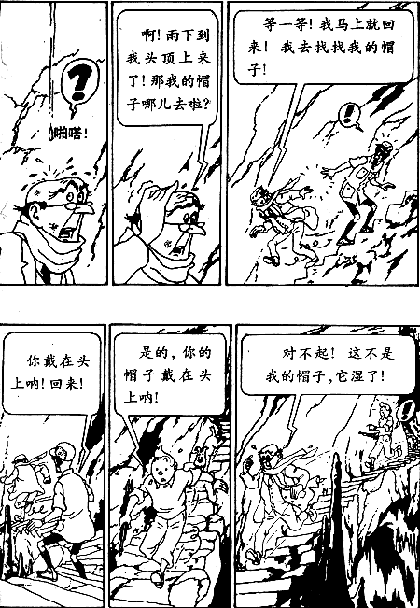 ?
啪嗒!
啊!雨下到
我头顶上来
了!那我的帽
子哪儿去啦?
等一等!我马上就回
来! 我去找找我的帽
子!
!
你戴在头
上呐!回来!
是的,你的
帽子戴在头
上呐!
对不起! 这不是
我的帽子,它湿了!